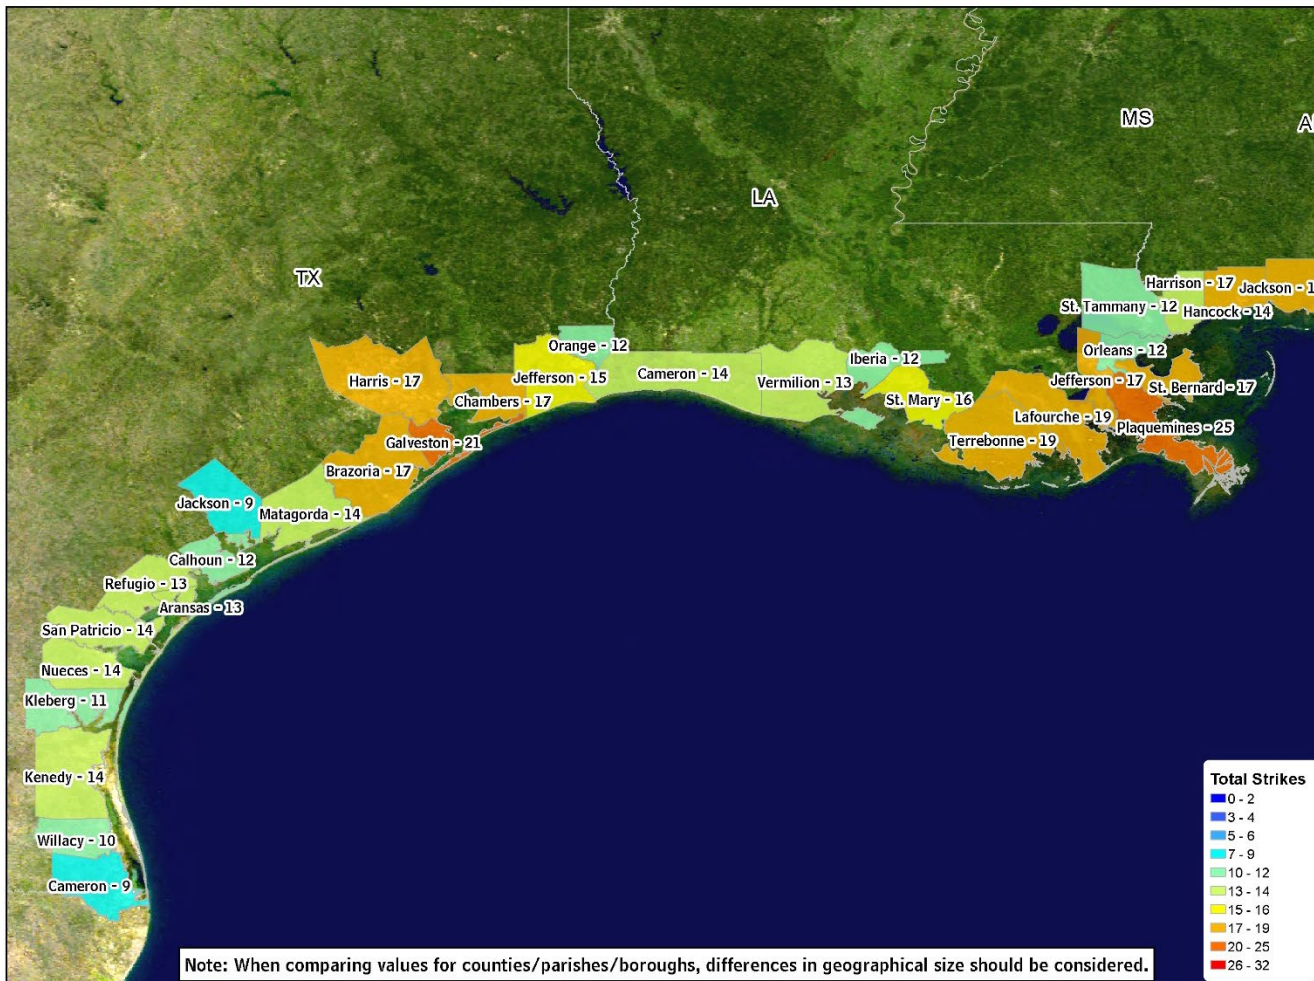 MS
A
LA
TX
Harrison - 17
Jackson - 1
St. Tammany - 12
Hancock - 14
Orange - 12
Orleans - 12
Iberia - 12
Harris - 17
Jefferson - 15
Cameron - 14
Vermilion - 13
Jefferson - 17
St. Bernard - 17
Chambers - 17
St. Mary - 16
Lafourche - 19
Plaquemines - 25
Galveston - 21
Terrebonne - 19
Brazoria - 17
Jackson - 9
Matagorda - 14
Calhoun - 12
Refugio - 13
Aransas - 13
San Patricio - 14
Nueces - 14
Kleberg - 11
Kenedy - 14
Willacy - 10
Cameron - 9
Total Strikes
0 - 2
3 - 4
5 - 6
7 - 9
10 - 12
13 - 14
15 - 16
17 - 19
20 - 25
26 - 32
Note: When comparing values for counties/parishes/boroughs, differences in geographical size should be considered.